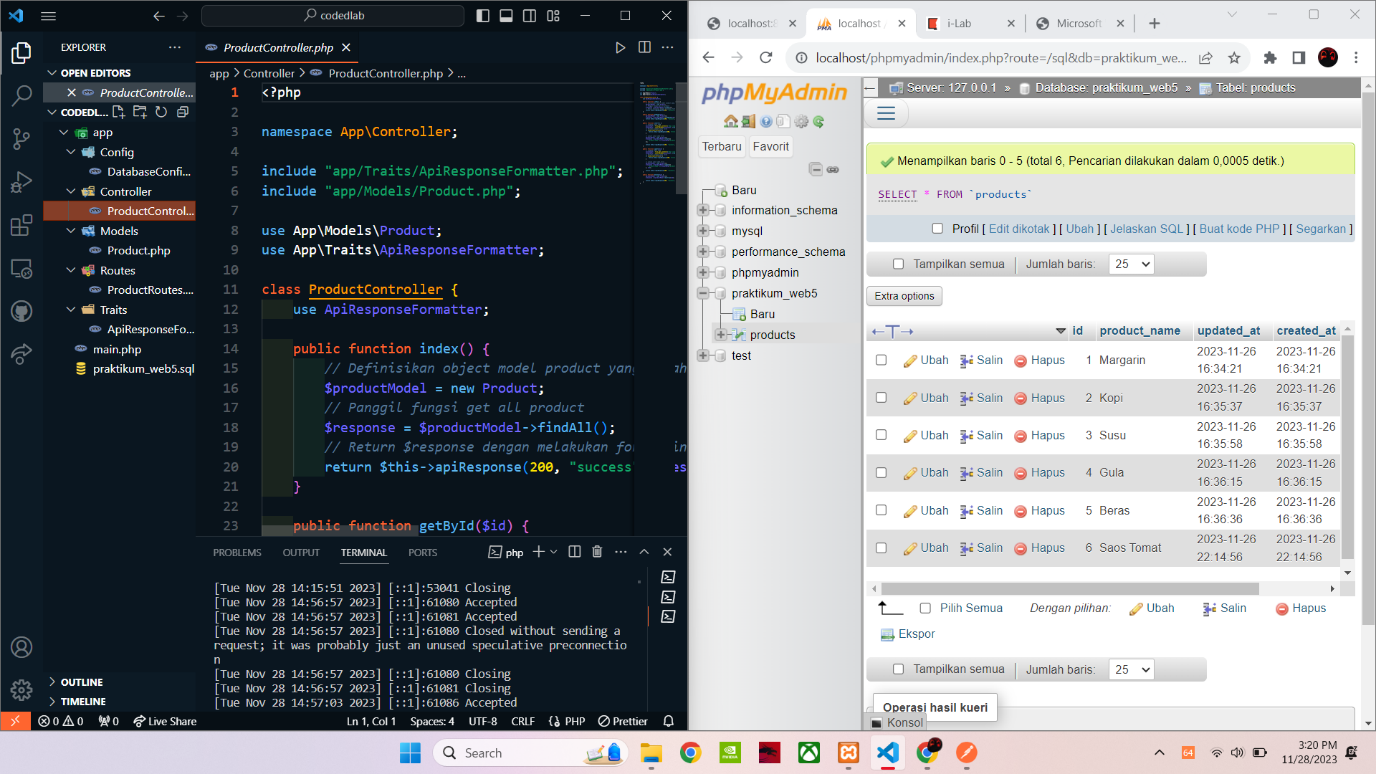 codedlab
EXPLORER
OPEN EDITORS
ProductControlle...
CODEDL...
app
Config
DatabaseConfi...
Controller
ProductControl...
Models
Product.php
Routes
ProductRoutes....
Traits
ApiResponseFo...
main.php
praktikum_web5.sql
OUTLINE
TIMELINE
ProductController.php
app > Controller > ProductController.php > ...
1 <?php
2
3 namespace App\Controller;
4
5 include "app/Traits/ApiResponseFormatter.php";
6 include "app/Models/Product.php";
7
8 use App\Models\Product;
9 use App\Traits\ApiResponseFormatter;
10
11 class ProductController {
12 use ApiResponseFormatter;
13
14 public function index() {
15 // Definisikan object model product yang
16 $productModel = new Product;
17 // Panggil fungsi get all product
18 $response = $productModel->findAll();
19 // Return $response dengan melakukan
20 return $this->apiResponse(200, "success"
21 }
22
23 public function getById($id) {
PROBLEMS OUTPUT TERMINAL PORTS php
[Tue Nov 28 14:15:51 2023] [::1]:53041 Closing
[Tue Nov 28 14:56:57 2023] [::1]:61080 Accepted
[Tue Nov 28 14:56:57 2023] [::1]:61081 Accepted
[Tue Nov 28 14:56:57 2023] [::1]:61080 Closed without sending a
request; it was probably just an unused speculative preconnectio
n
[Tue Nov 28 14:56:57 2023] [::1]:61080 Closing
[Tue Nov 28 14:56:57 2023] [::1]:61081 Closing
[Tue Nov 28 14:57:03 2023] [::1]:61086 Accepted
0 0 0 Live Share Ln 1, Col 1 Spaces: 4 UTF-8 CRLF PHP Prettier
localhost:8 localhost / i-Lab Microsoft
localhost/phpmyadmin/index.php?route=/sql&db=praktikum_we...
phpMyAdmin
Terbaru Favorit
Baru
information_schema
mysql
performance_schema
phpmyadmin
praktikum_web5
Baru
products
test
Server: 127.0.0.1 » Database: praktikum_web5 » Tabel: products
Menampilkan baris 0 - 5 (total 6, Pencarian dilakukan dalam 0,0005 detik.)
SELECT * FROM `products`
Profil [ Edit dikotak ] [ Ubah ] [ Jelaskan SQL ] [ Buat kode PHP ] [ Segarkan ]
Tampilkan semua Jumlah baris: 25
Extra options
←T→ id product_name updated_at created_at
Ubah Salin Hapus 1 Margarin 2023-11-26 16:34:21 2023-11-26 16:34:21
Ubah Salin Hapus 2 Kopi 2023-11-26 16:35:37 2023-11-26 16:35:37
Ubah Salin Hapus 3 Susu 2023-11-26 16:35:58 2023-11-26 16:35:58
Ubah Salin Hapus 4 Gula 2023-11-26 16:36:15 2023-11-26 16:36:15
Ubah Salin Hapus 5 Beras 2023-11-26 16:36:36 2023-11-26 16:36:36
Ubah Salin Hapus 6 Saos Tomat 2023-11-26 22:14:56 2023-11-26 22:14:56
Pilih Semua Dengan pilihan: Ubah Salin Hapus
Ekspor
Tampilkan semua Jumlah baris: 25
Operasi hasil kueri
Konsol
Search
64
3:20 PM
11/28/2023